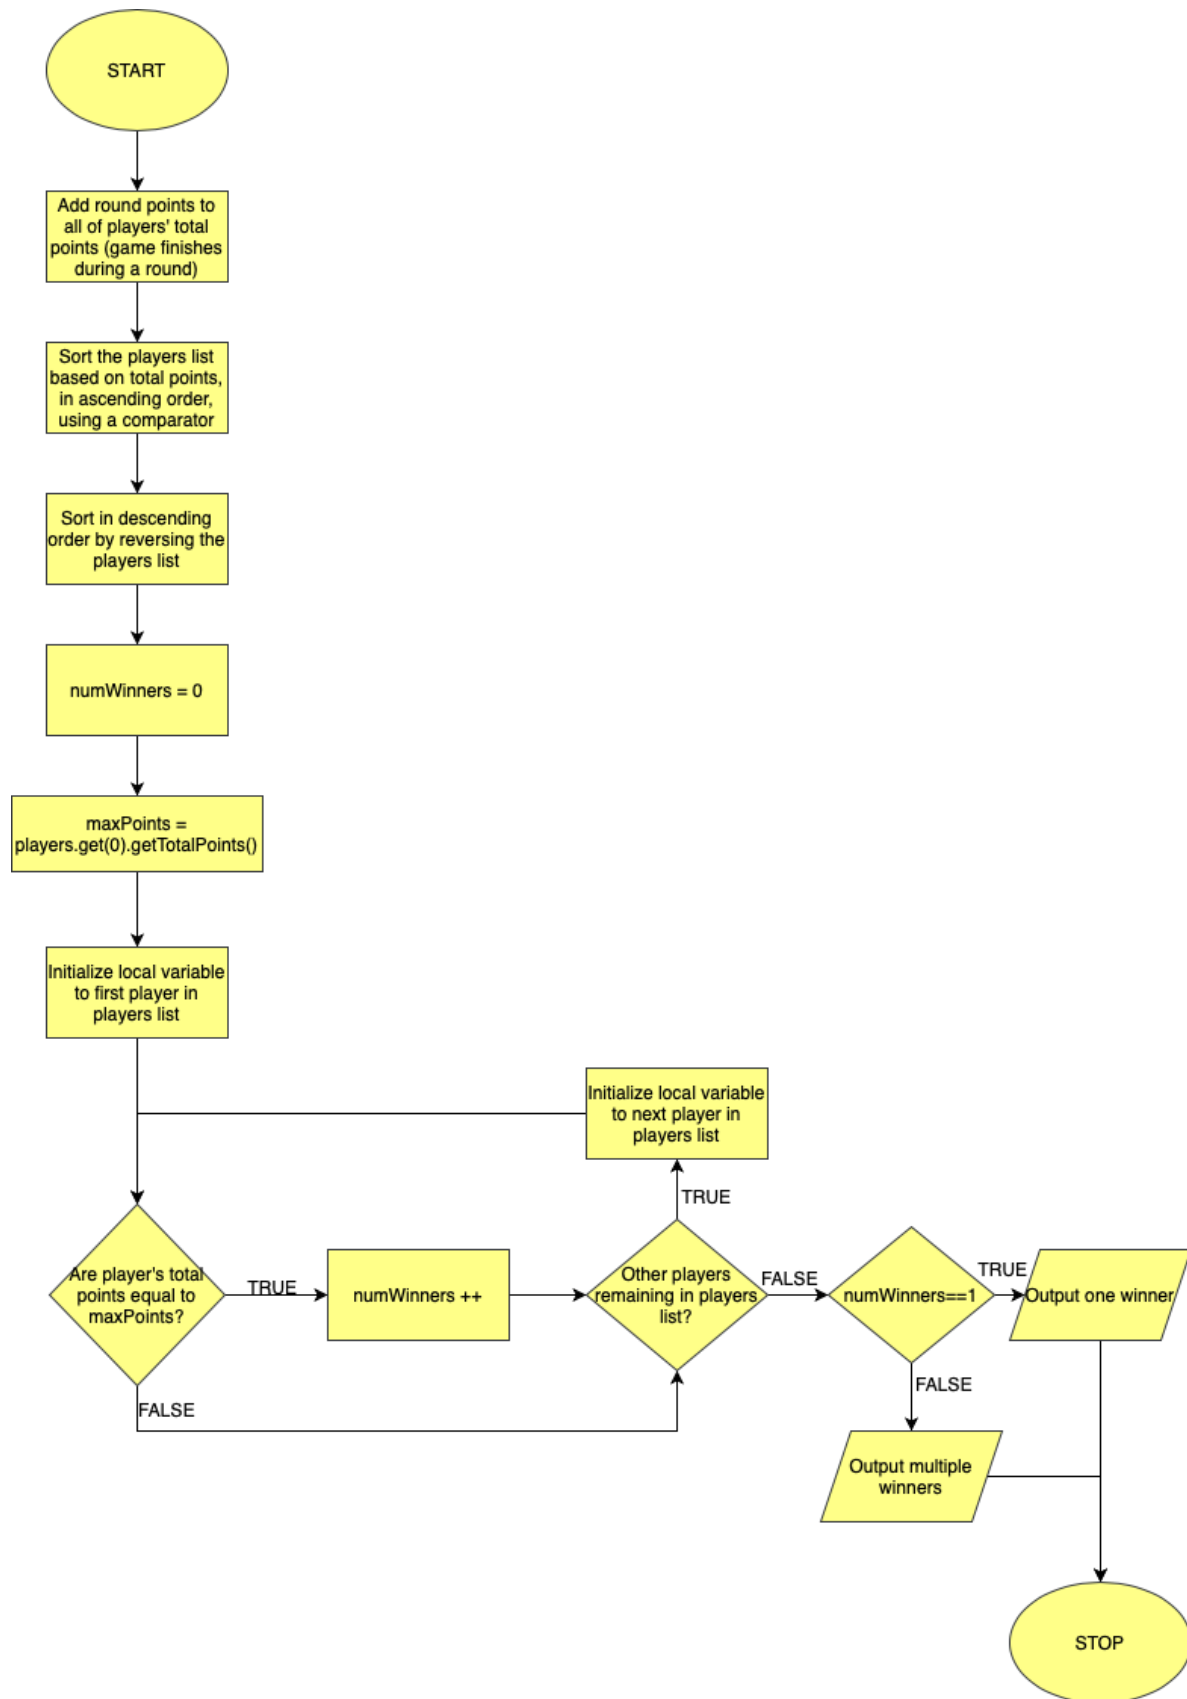 START
Add round points to
all of players' total
points (game finishes
during a round)
Sort the players list
based on total points,
in ascending order,
using a comparator
Sort in descending
order by reversing the
players list
numWinners = 0
maxPoints =
players.get(0).getTotalPoints()
Initialize local variable
to first player in
players list
Initialize local variable
to next player in
players list
TRUE
Are player's total
points equal to
maxPoints?
TRUE
numWinners ++
Other players
remaining in players
list?
FALSE
numWinners==1
TRUE
Output one winner
FALSE
FALSE
Output multiple
winners
STOP